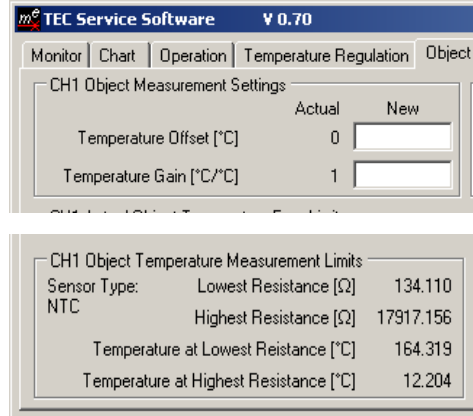 me TEC Service Software V 0.70
Monitor Chart Operation Temperature Regulation Object
CH1 Object Measurement Settings
Actual New
Temperature Offset [°C] 0
Temperature Gain [°C/°C] 1
CH1 Object Temperature Measurement Limits
Sensor Type: Lowest Resistance [Ω] 134.110
NTC
Highest Resistance [Ω] 17917.156
Temperature at Lowest Reistance [°C] 164.319
Temperature at Highest Resistance [°C] 12.204